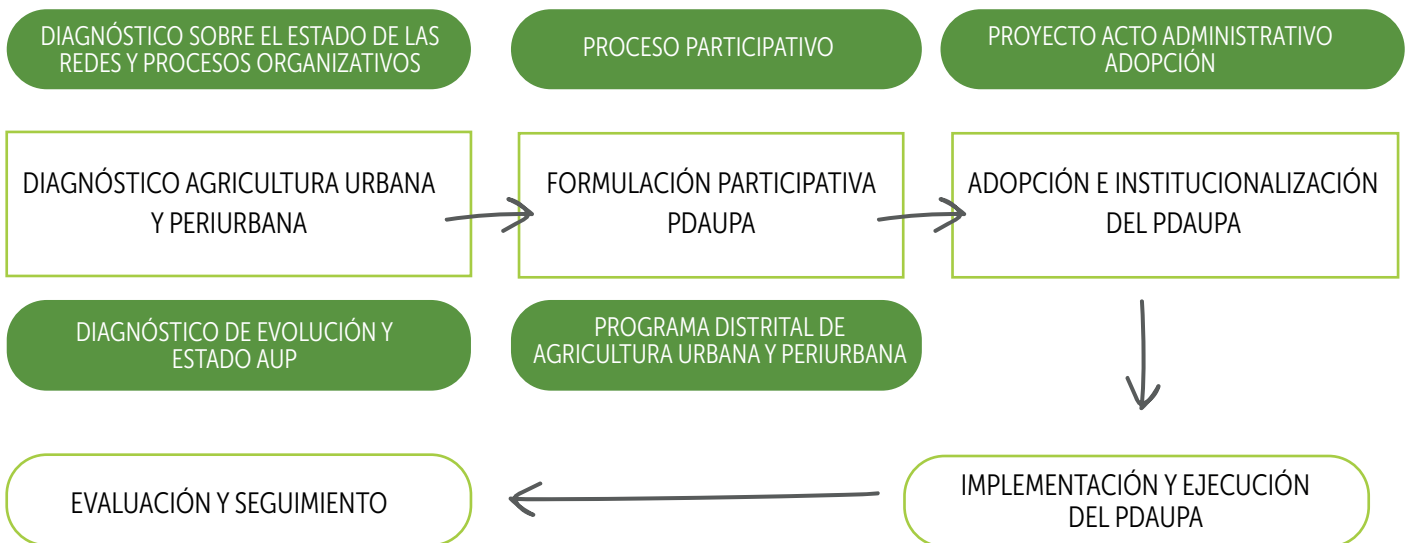 DIAGNÓSTICO SOBRE EL ESTADO DE LAS
REDES Y PROCESOS ORGANIZATIVOS
PROCESO PARTICIPATIVO
PROYECTO ACTO ADMINISTRATIVO
ADOPCIÓN
DIAGNÓSTICO AGRICULTURA URBANA
Y PERIURBANA
FORMULACIÓN PARTICIPATIVA
PDAUPA
ADOPCIÓN E INSTITUCIONALIZACIÓN
DEL PDAUPA
DIAGNÓSTICO DE EVOLUCIÓN Y
ESTADO AUP
PROGRAMA DISTRITAL DE
AGRICULTURA URBANA Y PERIURBANA
IMPLEMENTACIÓN Y EJECUCIÓN
DEL PDAUPA
EVALUACIÓN Y SEGUIMIENTO